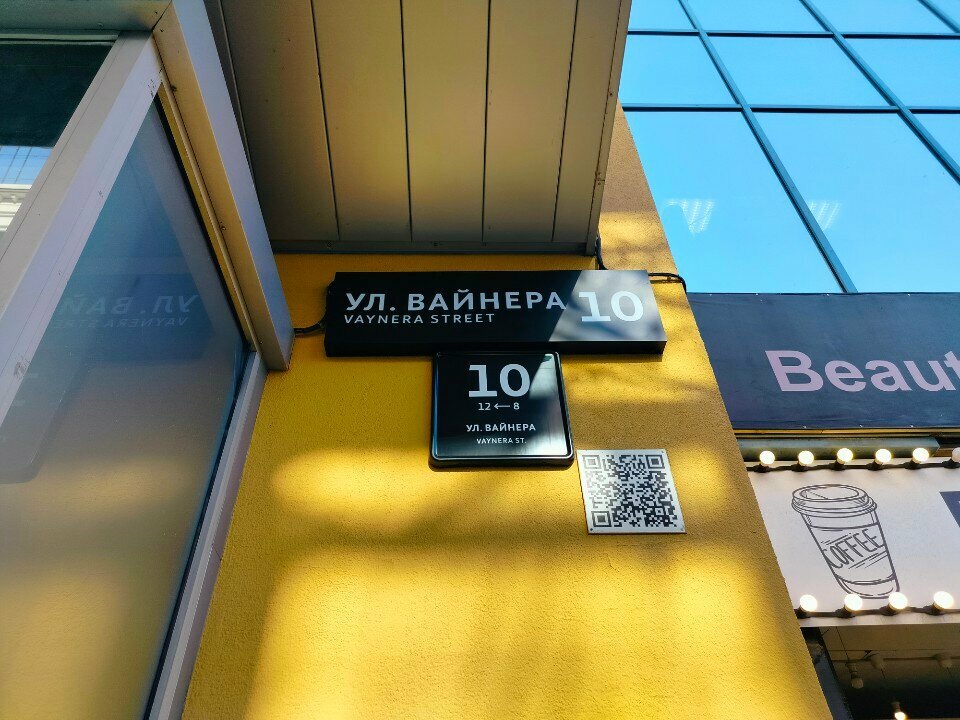 УЛ. ВАЙНЕРА 10
VAYNERA STREET
10
12 ← 8
УЛ. ВАЙНЕРА
VAYNERA ST.
Beaut
COFFEE